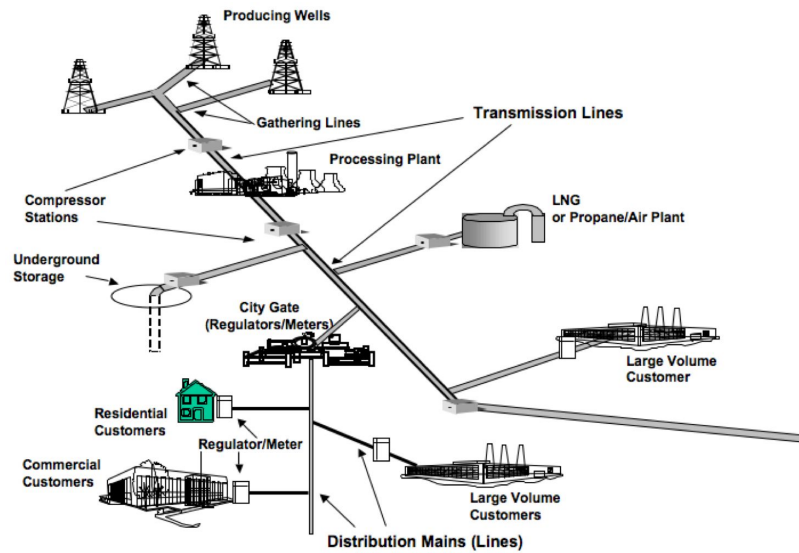 Producing Wells
Gathering Lines
Transmission Lines
Processing Plant
Compressor
Stations
LNG
or Propane/Air Plant
Underground
Storage
City Gate
(Regulators/Meters)
Large Volume
Customer
Residential
Customers
Regulator/Meter
Commercial
Customers
Large Volume
Customers
Distribution Mains (Lines)